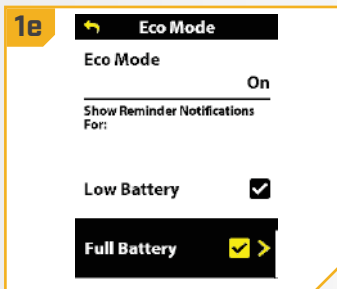 1e
Eco Mode
Eco Mode
On
Show Reminder Notifications
For:
Low Battery
Full Battery